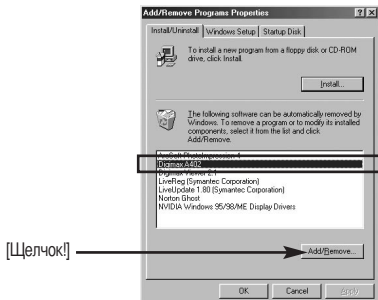 Add/Remove Programs Properties
Install/Uninstall Windows Setup Startup Disk
To install a new program from a floppy disk or CD-ROM
drive, click Install.
Install...
The following software can be automatically removed by
Windows. To remove a program or to modify its installed
components, select it from the list and click
Add/Remove.
Digimax A402
Digimax Viewer 2.1
LiveReg (Symantec Corporation)
LiveUpdate 1.80 (Symantec Corporation)
Norton Ghost
NVIDIA Windows 95/98/ME Display Drivers
[Щелчок!]
Add/Remove...
OK Cancel Apply